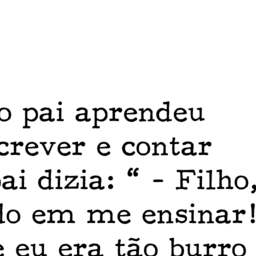 o pai aprendeu
crever e contar
pai dizia: “ - Filho,
do em me ensinar!
e eu era tão burro